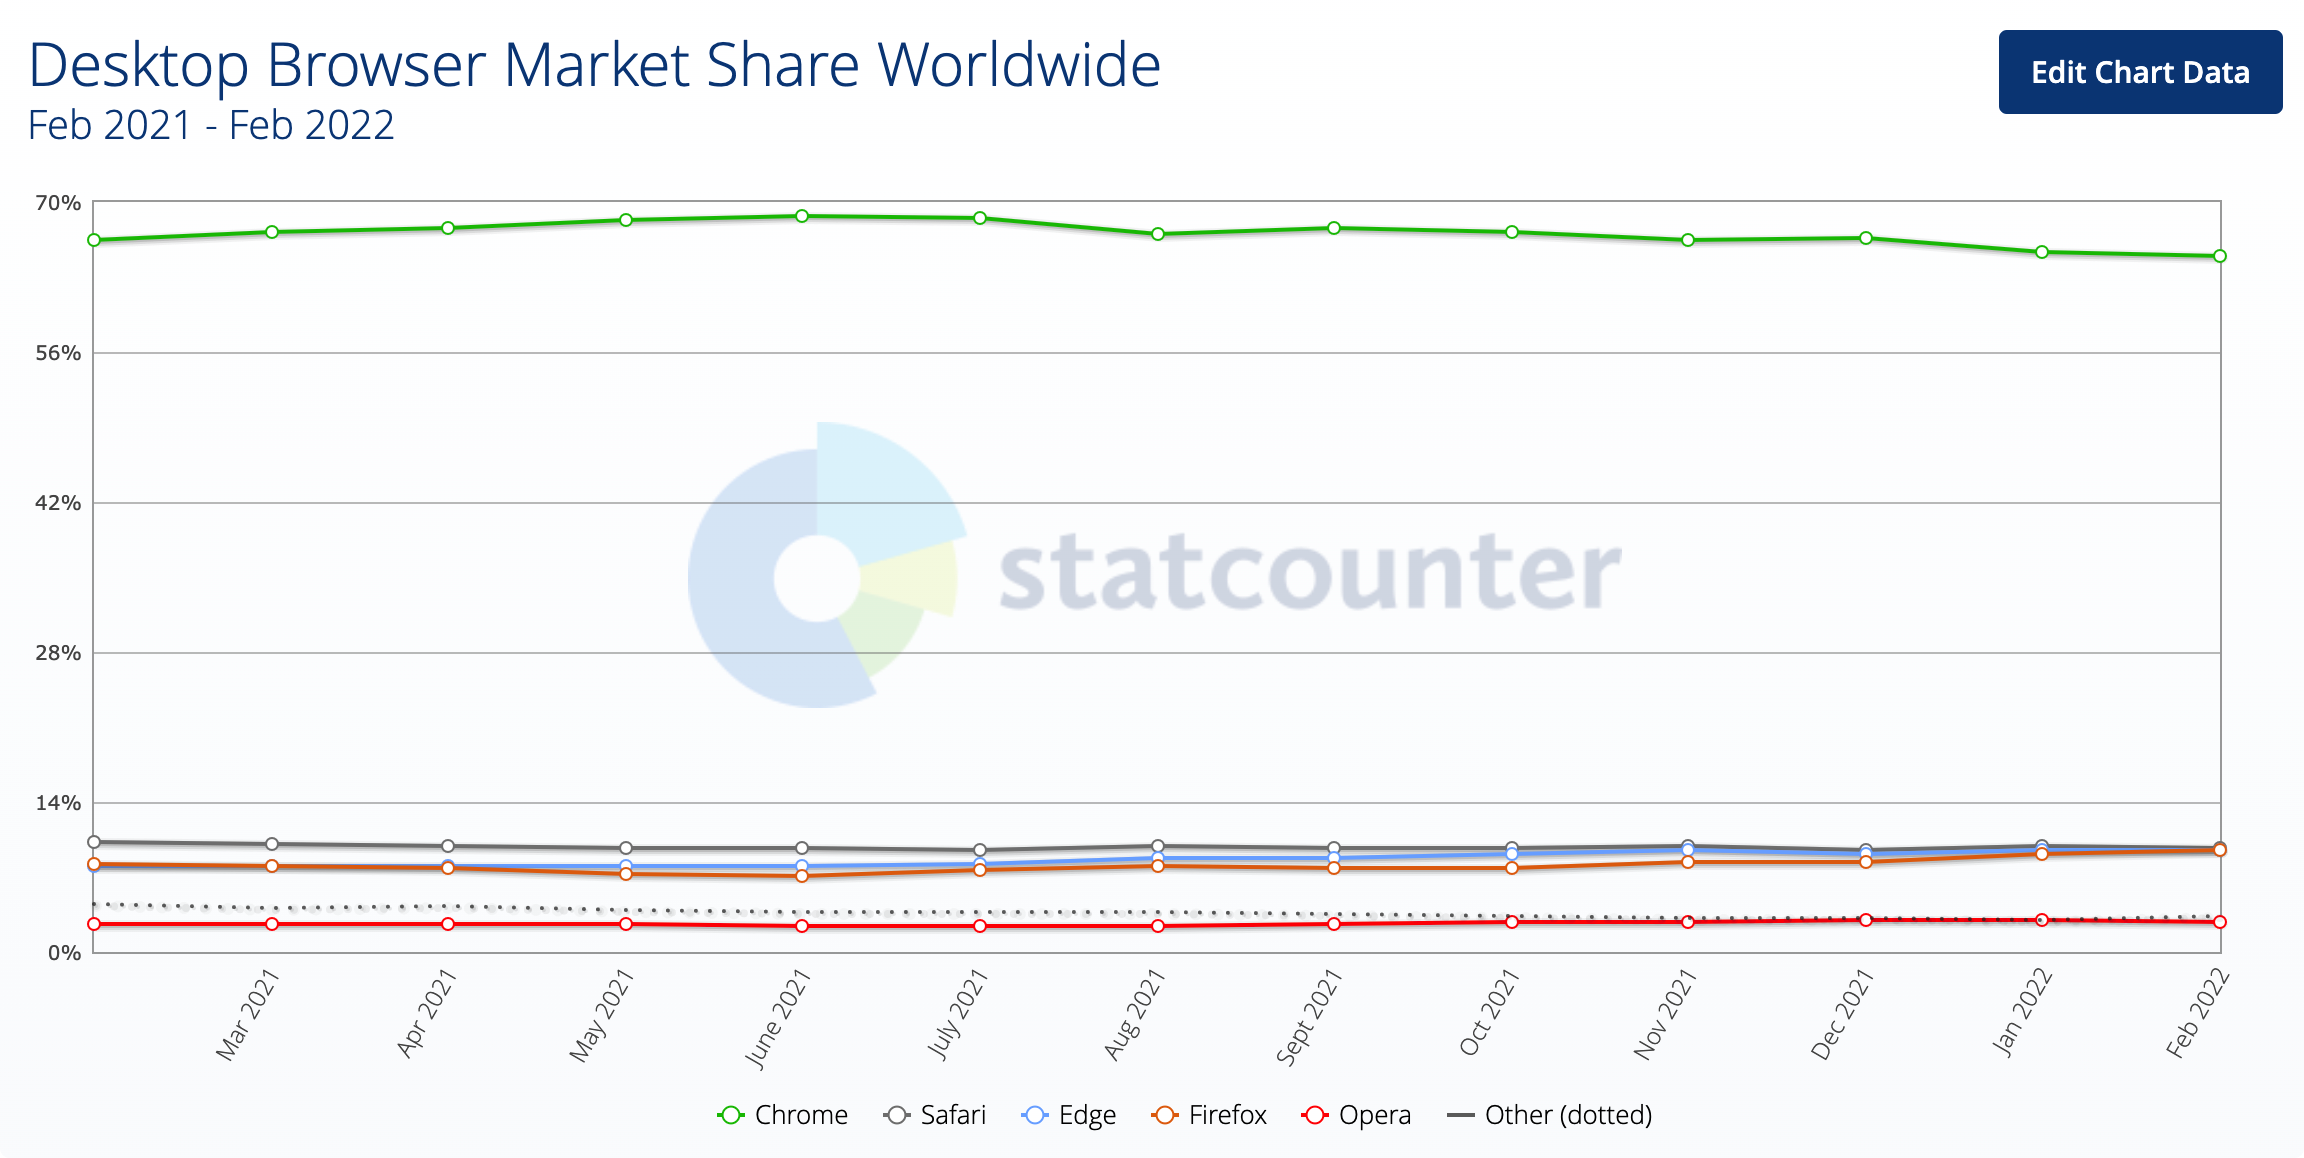 Desktop Browser Market Share Worldwide
Feb 2021 - Feb 2022
Edit Chart Data
70%
56%
42%
28%
14%
0%
statcounter
Mar 2021
Apr 2021
May 2021
June 2021
July 2021
Aug 2021
Sept 2021
Oct 2021
Nov 2021
Dec 2021
Jan 2022
Feb 2022
Chrome Safari Edge Firefox Opera Other (dotted)